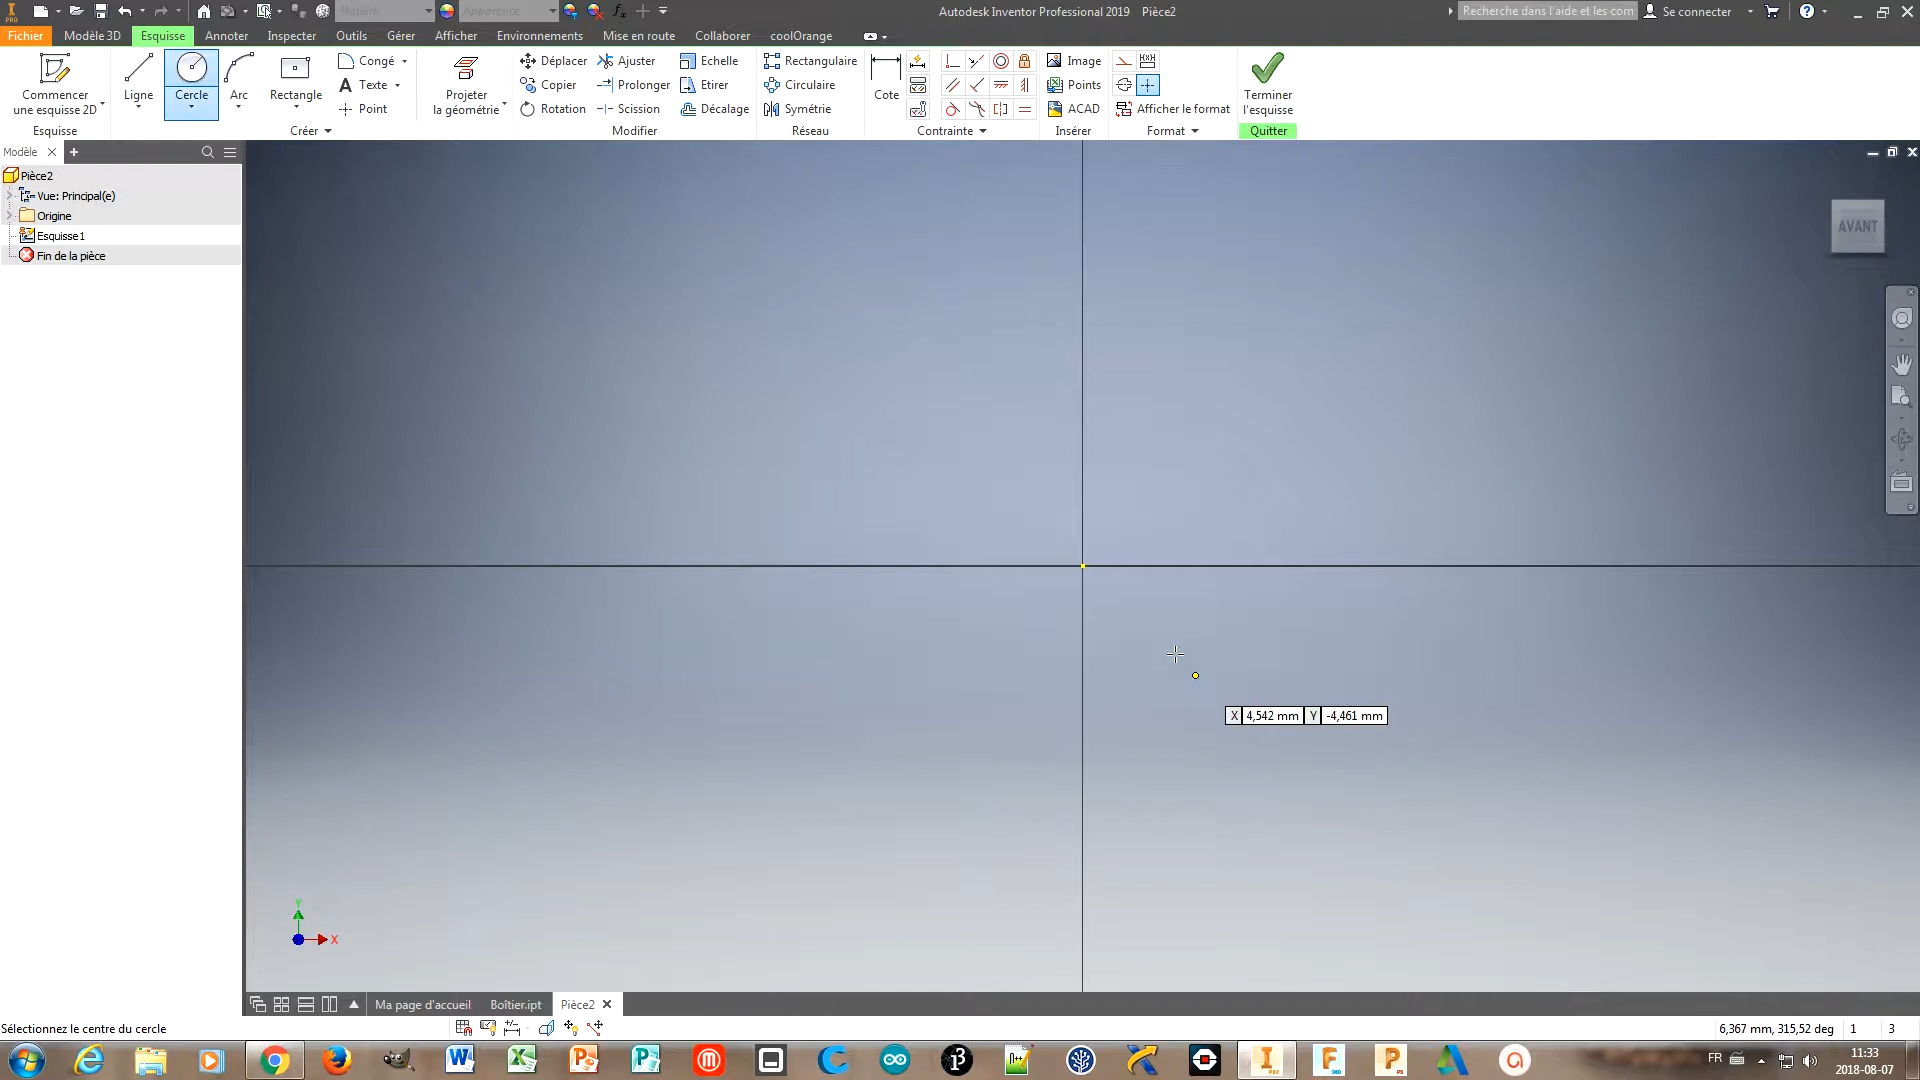 Matière
Apparence
Autodesk Inventor Professional 2019 Pièce2
Recherche dans l'aide et les com
Se connecter
Fichier
Modèle 3D
Esquisse
Annoter
Inspecter
Outils
Gérer
Afficher
Environnements
Mise en route
Collaborer
coolOrange
Commencer
une esquisse 2D
Ligne
Cercle
Arc
Rectangle
Congé
Texte
Point
Projeter
la géométrie
Déplacer
Copier
Rotation
Ajuster
Prolonger
Scission
Echelle
Etirer
Décalage
Rectangulaire
Circulaire
Symétrie
Cote
Image
Points
ACAD
Afficher le format
Terminer
l'esquisse
Esquisse
Créer
Modifier
Réseau
Contrainte
Insérer
Format
Quitter
Modèle
Pièce2
Vue: Principal(e)
Origine
Esquisse1
Fin de la pièce
AVANT
X 4,542 mm Y -4,461 mm
Y
X
Ma page d'accueil
Boîtier.ipt
Pièce2
Sélectionnez le centre du cercle
6,367 mm, 315,52 deg 1 3
FR
11:33
2018-08-07